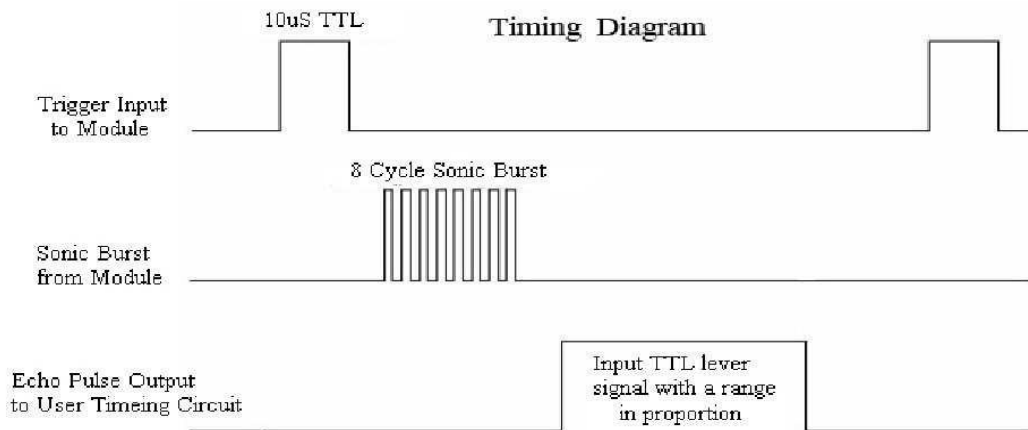 10uS TTL
Timing Diagram
Trigger Input
to Module
8 Cycle Sonic Burst
Sonic Burst
from Module
Echo Pulse Output
to User Timeing Circuit
Input TTL lever
signal with a range
in proportion